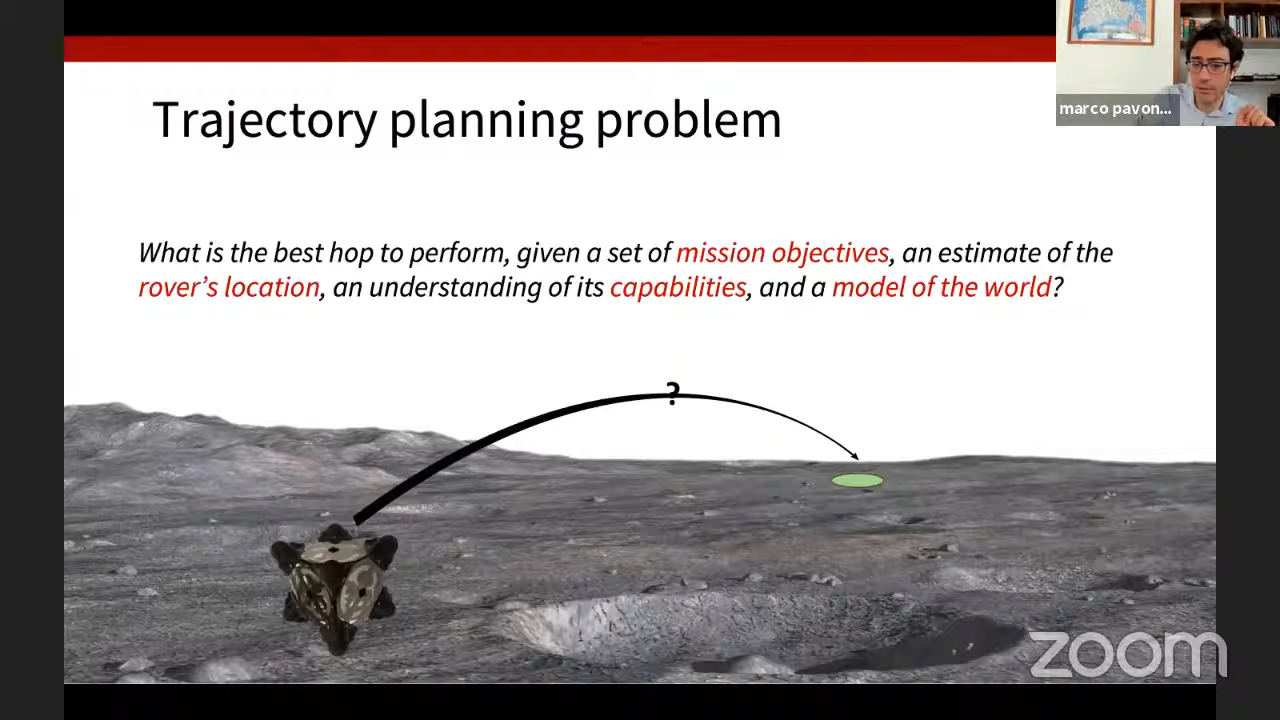 marco pavon...
Trajectory planning problem
What is the best hop to perform, given a set of mission objectives, an estimate of the
rover's location, an understanding of its capabilities, and a model of the world?
?
zoom